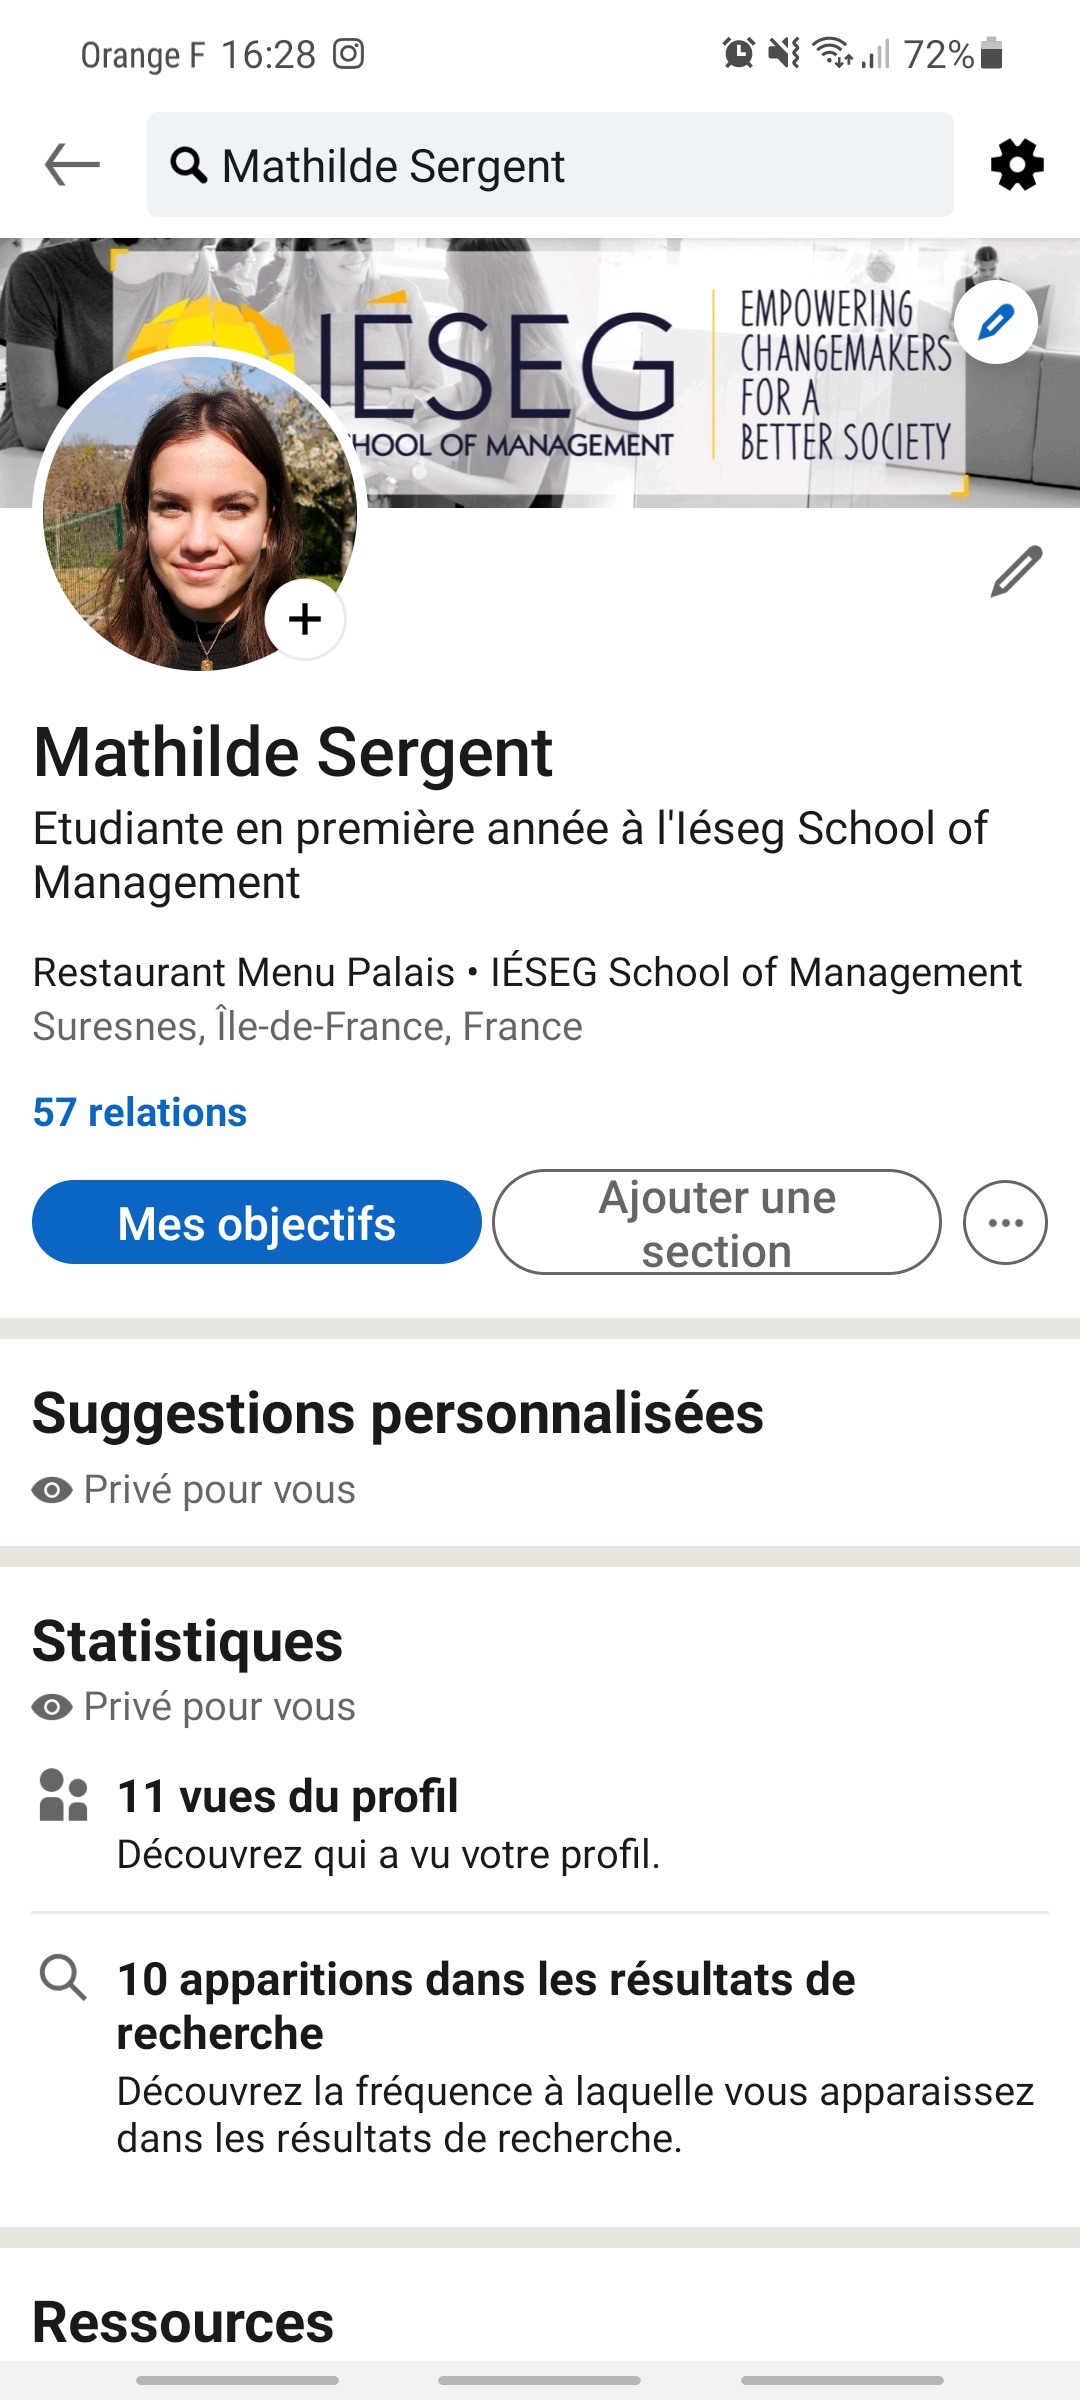 Orange F 16:28 72%
Mathilde Sergent
IÉSEG
HOOL OF MANAGEMENT
EMPOWERING
CHANGEMAKERS
FOR A
BETTER SOCIETY
Mathilde Sergent
Etudiante en première année à l'Iéseg School of
Management
Restaurant Menu Palais • IÉSEG School of Management
Suresnes, Île-de-France, France
57 relations
Mes objectifs
Ajouter une
section
Suggestions personnalisées
Privé pour vous
Statistiques
Privé pour vous
11 vues du profil
Découvrez qui a vu votre profil.
10 apparitions dans les résultats de
recherche
Découvrez la fréquence à laquelle vous apparaissez
dans les résultats de recherche.
Ressources